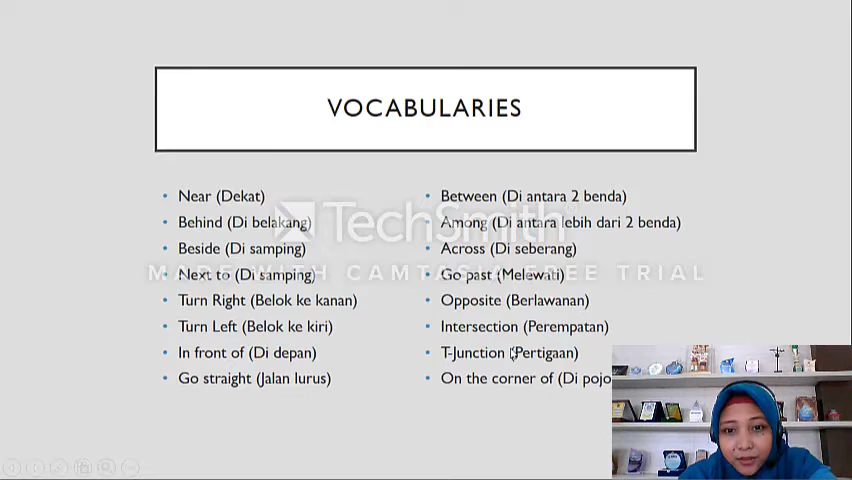 VOCABULARIES
Near (Dekat)
Behind (Di belakang)
Beside (Di samping)
Next to (Di samping)
Turn Right (Belok ke kanan)
Turn Left (Belok ke kiri)
In front of (Di depan)
Go straight (Jalan lurus)
Between (Di antara 2 benda)
Among (Di antara lebih dari 2 benda)
Across (Di seberang)
Go past (Melewati)
Opposite (Berlawanan)
Intersection (Perempatan)
T-Junction (Pertigaan)
On the corner of (Di pojo
TechSmith
MADE WITH CAMTASIA FREE TRIAL